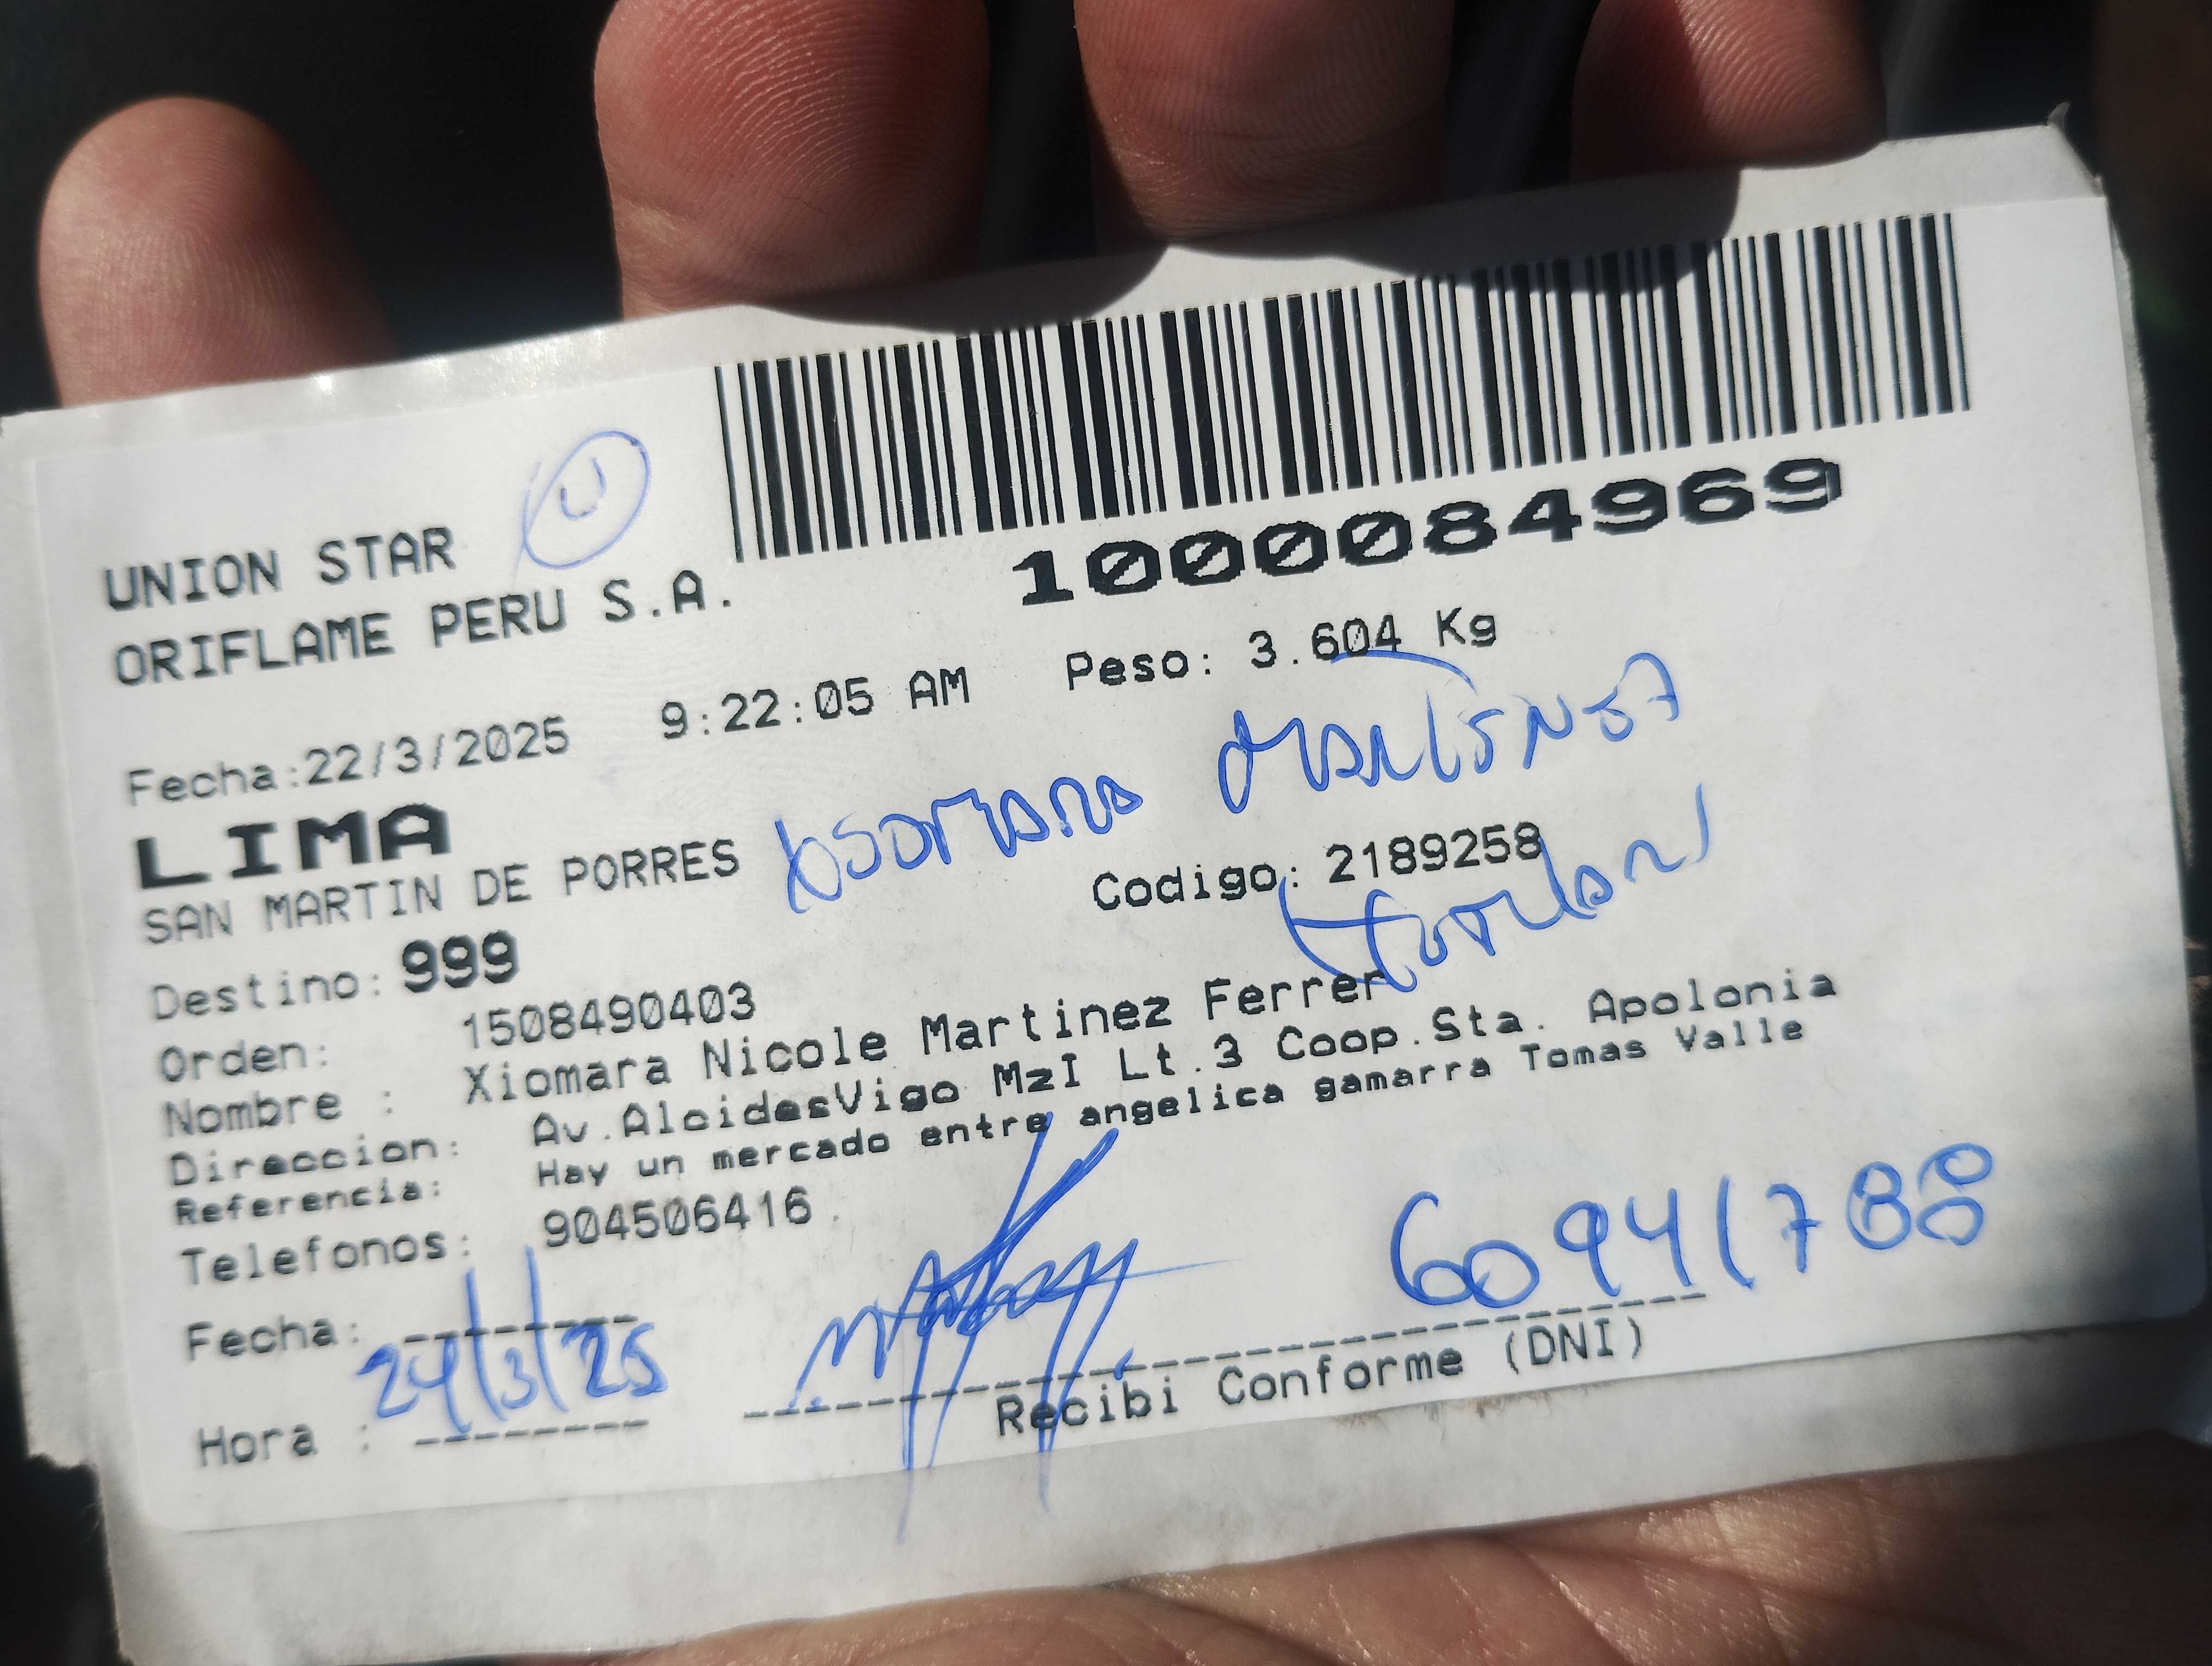 UNION STAR
ORIFLAME PERU S.A.
1000084969
Fecha:22/3/2025 9:22:05 AM Peso: 3.604 Kg
LIMA
SAN MARTIN DE PORRES
Codigo: 2189258
Destino: 999
Orden: 1508490403
Nombre : Xiomara Nicole Martinez Ferrer
Direccion: Av.AlcidesVigo MzI Lt.3 Coop.Sta. Apolonia
Referencia: Hay un mercado entre angelica gamarra Tomas Valle
Telefonos: 904506416
Fecha: 24/3/25
60941788
Hora :
Recibi Conforme (DNI)